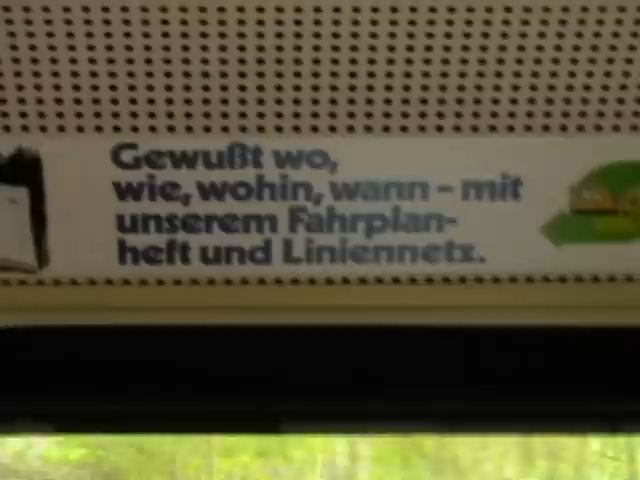 Gewußt wo,
wie, wohin, wann – mit
unserem Fahrplan-
heft und Liniennetz.